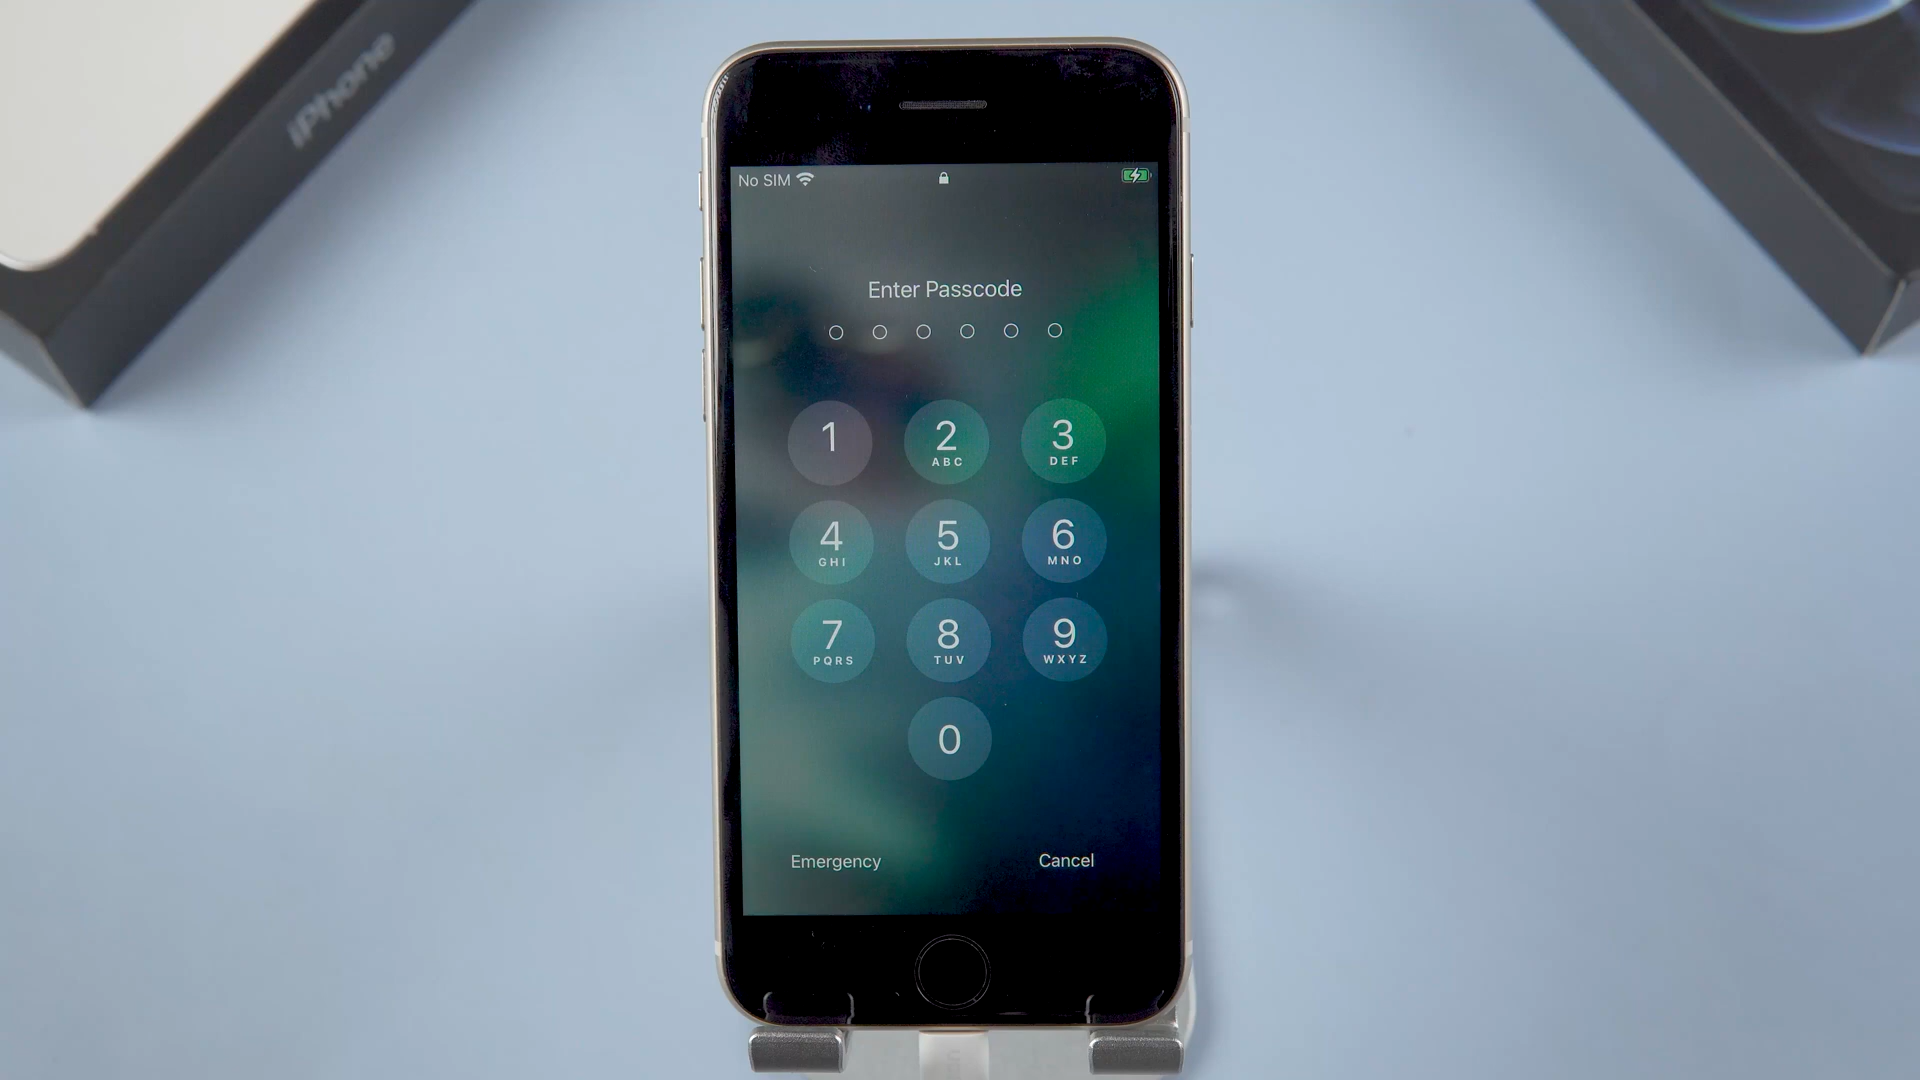 iPhone
No SIM
Enter Passcode
1 2 3
ABC DEF
4 5 6
GHI JKL MNO
7 8 9
PQRS TUV WXYZ
0
Emergency Cancel